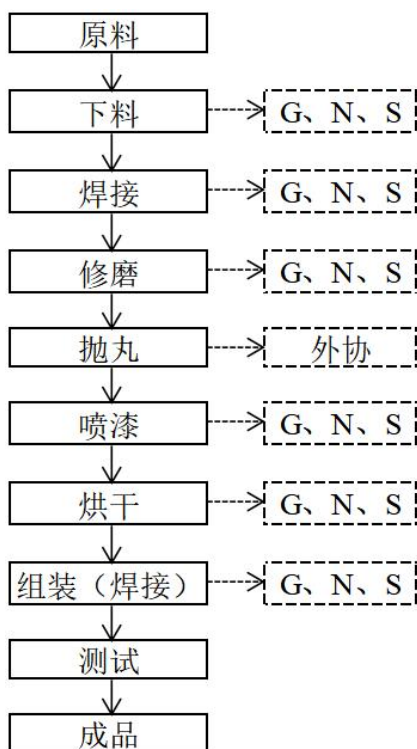 原料
下料 G、N、S
焊接 G、N、S
修磨 G、N、S
抛丸 外协
喷漆 G、N、S
烘干 G、N、S
组装（焊接） G、N、S
测试
成品